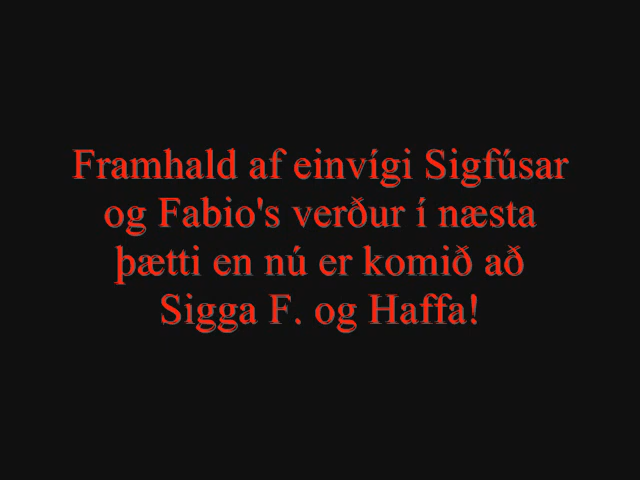 Framhald af einvígi Sigfúsar
og Fabio's verður í næsta
þætti en nú er komið að
Sigga F. og Haffa!